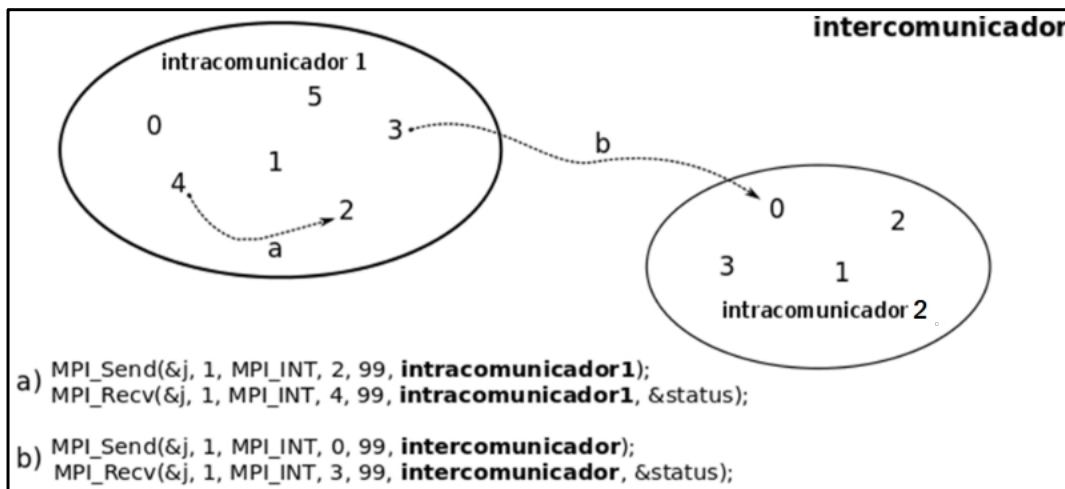 intercomunicador
intracomunicador 1
5
0
3
b
1
4
2
a
0
2
3
1
intracomunicador 2
a) MPI_Send(&j, 1, MPI_INT, 2, 99, intracomunicador1);
MPI_Recv(&j, 1, MPI_INT, 4, 99, intracomunicador1, &status);
b) MPI_Send(&j, 1, MPI_INT, 0, 99, intercomunicador);
MPI_Recv(&j, 1, MPI_INT, 3, 99, intercomunicador, &status);